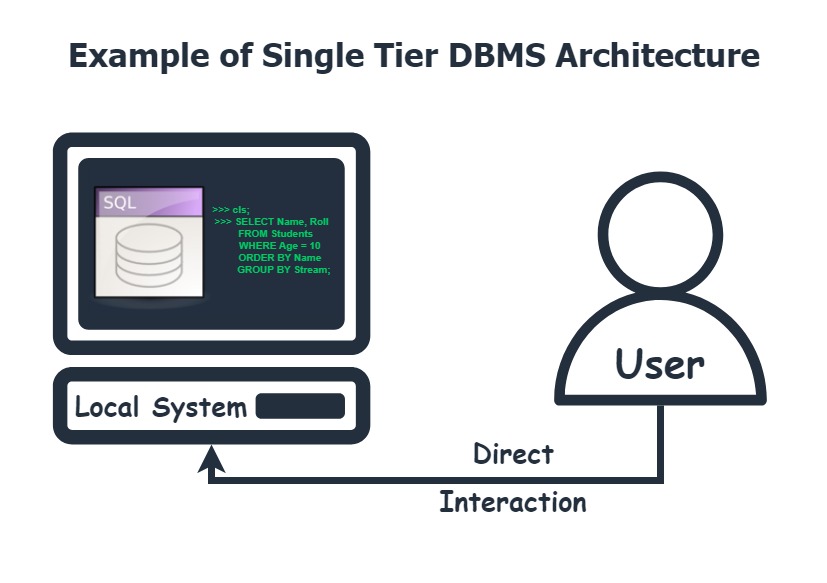 Example of Single Tier DBMS Architecture
SQL
>>> cls;
>>> SELECT Name, Roll
FROM Students
WHERE Age = 10
ORDER BY Name
GROUP BY Stream;
User
Local System
Direct
Interaction